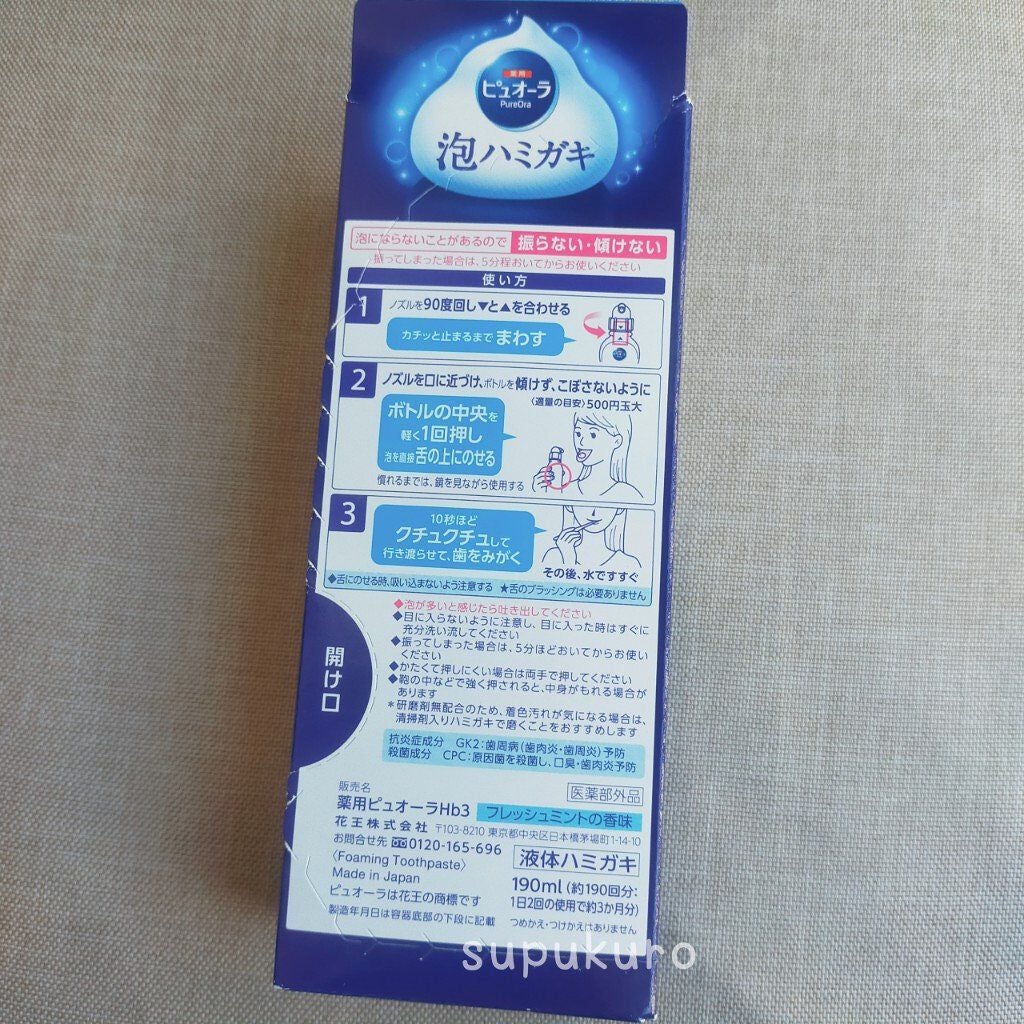 薬用
ピュオーラ
PureOra
泡ハミガキ
泡にならないことがあるので 振らない・傾けない
振ってしまった場合は、5分程おいてからお使いください
使い方
1
ノズルを90度回し▼と▲を合わせる
カチッと止まるまで まわす
2
ノズルを口に近づけ、ボトルを傾けず、こぼさないように
〈適量の目安〉500円玉大
ボトルの中央を
軽く1回押し
泡を直接 舌の上にのせる
慣れるまでは、鏡を見ながら使用する
3
10秒ほど
クチュクチュして
行き渡らせて、歯をみがく
その後、水ですすぐ
◆舌にのせる時、吸い込まないよう注意する ★舌のブラッシングは必要ありません
◆泡が多いと感じたら吐き出してください
◆目に入らないように注意し、目に入った時はすぐに
充分洗い流してください
◆振ってしまった場合は、5分ほどおいてからお使い
ください
◆かたくて押しにくい場合は両手で押してください
◆鞄の中などで強く押されると、中身がもれる場合が
あります
＊研磨剤無配合のため、着色汚れが気になる場合は、
清掃剤入りハミガキで磨くことをおすすめします
開け口
抗炎症成分 GK2：歯周病(歯肉炎・歯周炎)予防
殺菌成分 CPC：原因菌を殺菌し、口臭・歯肉炎予防
販売名
医薬部外品
薬用ピュオーラHb3 フレッシュミントの香味
花王株式会社 〒103-8210 東京都中央区日本橋茅場町1-14-10
お問合せ先 0120-165-696
液体ハミガキ
〈Foaming Toothpaste〉
Made in Japan
190ml (約190回分：
1日2回の使用で約3か月分)
ピュオーラは花王の商標です
製造年月日は容器底部の下段に記載
つめかえ・つけかえはありません
supukuro